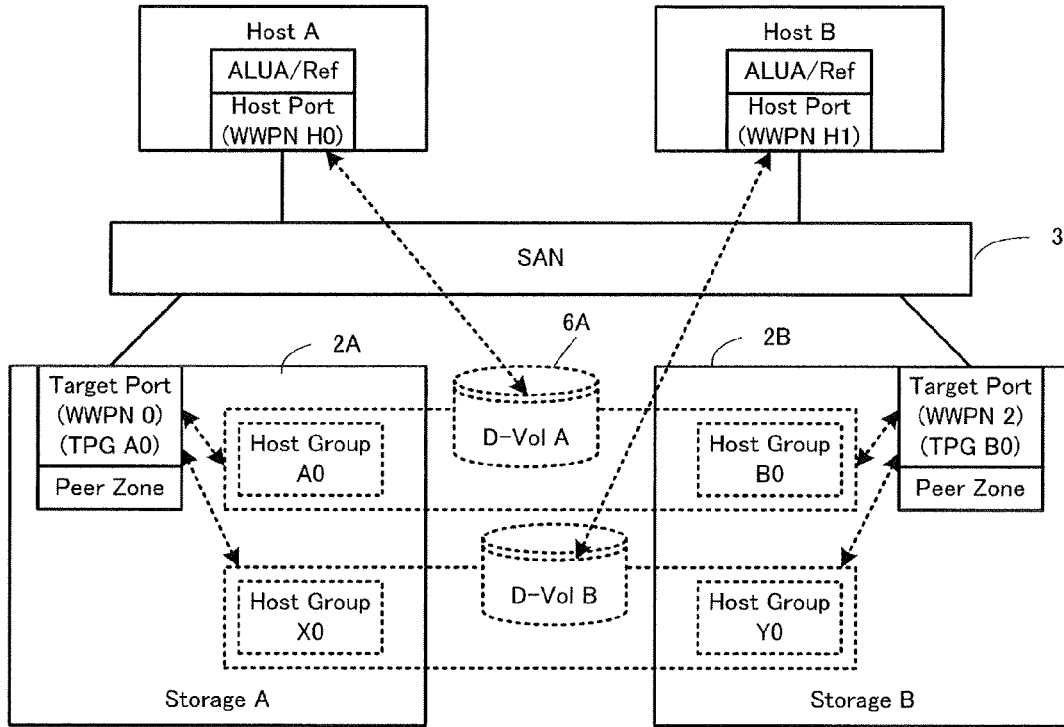 Host A
ALUA/Ref
Host Port
(WWPN H0)
Host B
ALUA/Ref
Host Port
(WWPN H1)
SAN
3
2A
6A
2B
Target Port
(WWPN 0)
(TPG A0)
Peer Zone
Host Group
A0
D-Vol A
Host Group
B0
Target Port
(WWPN 2)
(TPG B0)
Peer Zone
Host Group
X0
D-Vol B
Host Group
Y0
Storage A
Storage B